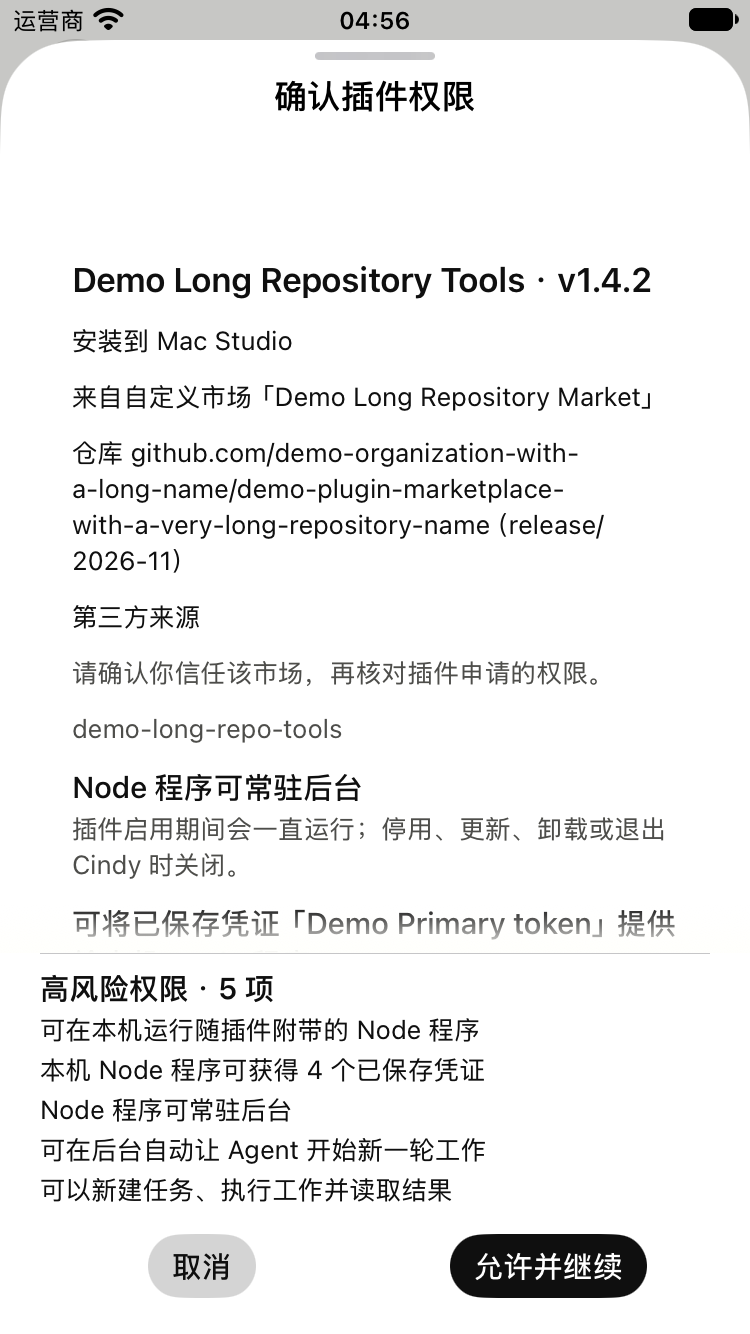 运营商
04:56
确认插件权限
Demo Long Repository Tools · v1.4.2
安装到 Mac Studio
来自自定义市场「Demo Long Repository Market」
仓库 github.com/demo-organization-with-
a-long-name/demo-plugin-marketplace-
with-a-very-long-repository-name (release/
2026-11)
第三方来源
请确认你信任该市场，再核对插件申请的权限。
demo-long-repo-tools
Node 程序可常驻后台
插件启用期间会一直运行；停用、更新、卸载或退出
Cindy 时关闭。
可将已保存凭证「Demo Primary token」提供
高风险权限 · 5 项
可在本机运行随插件附带的 Node 程序
本机 Node 程序可获得 4 个已保存凭证
Node 程序可常驻后台
可在后台自动让 Agent 开始新一轮工作
可以新建任务、执行工作并读取结果
取消
允许并继续